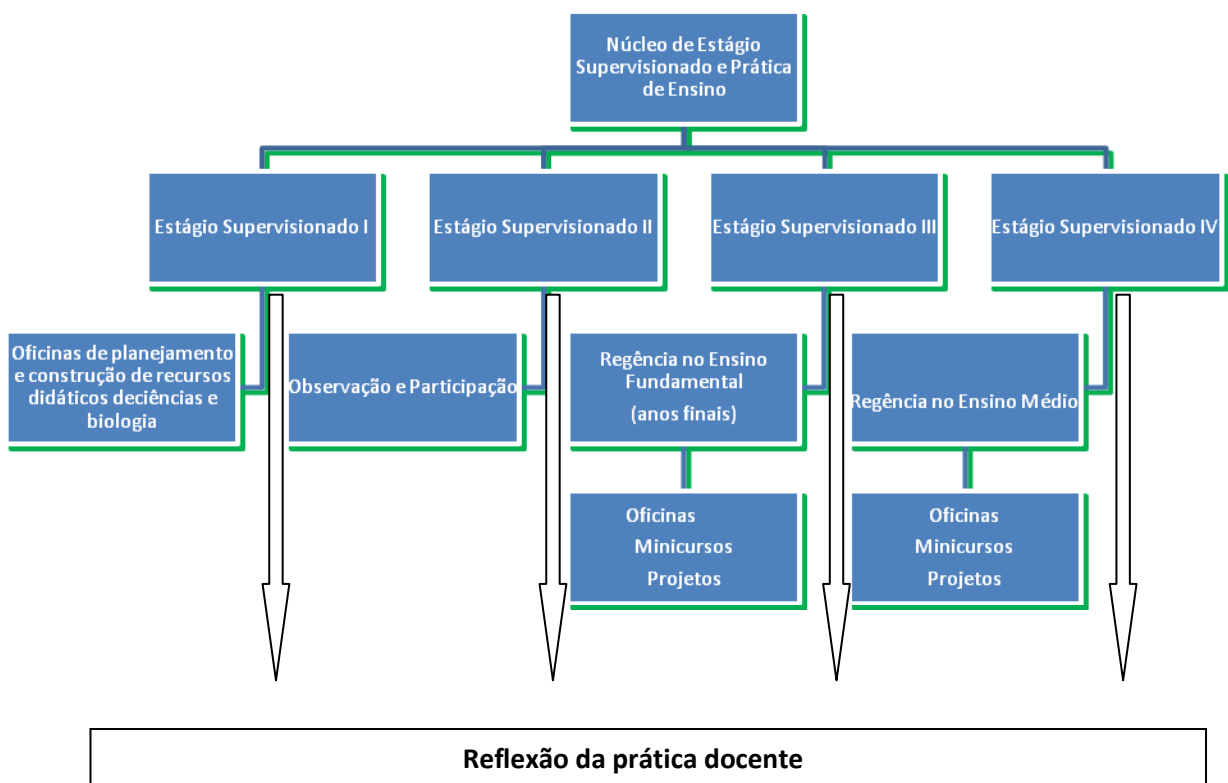 Núcleo de Estágio
Supervisionado e Prática
de Ensino
Estágio Supervisionado I
Estágio Supervisionado II
Estágio Supervisionado III
Estágio Supervisionado IV
Oficinas de planejamento
e construção de recursos
didáticos deciências e
biologia
Observação e Participação
Regência no Ensino
Fundamental
(anos finais)
Regência no Ensino Médio
Oficinas
Minicursos
Projetos
Oficinas
Minicursos
Projetos
Reflexão da prática docente